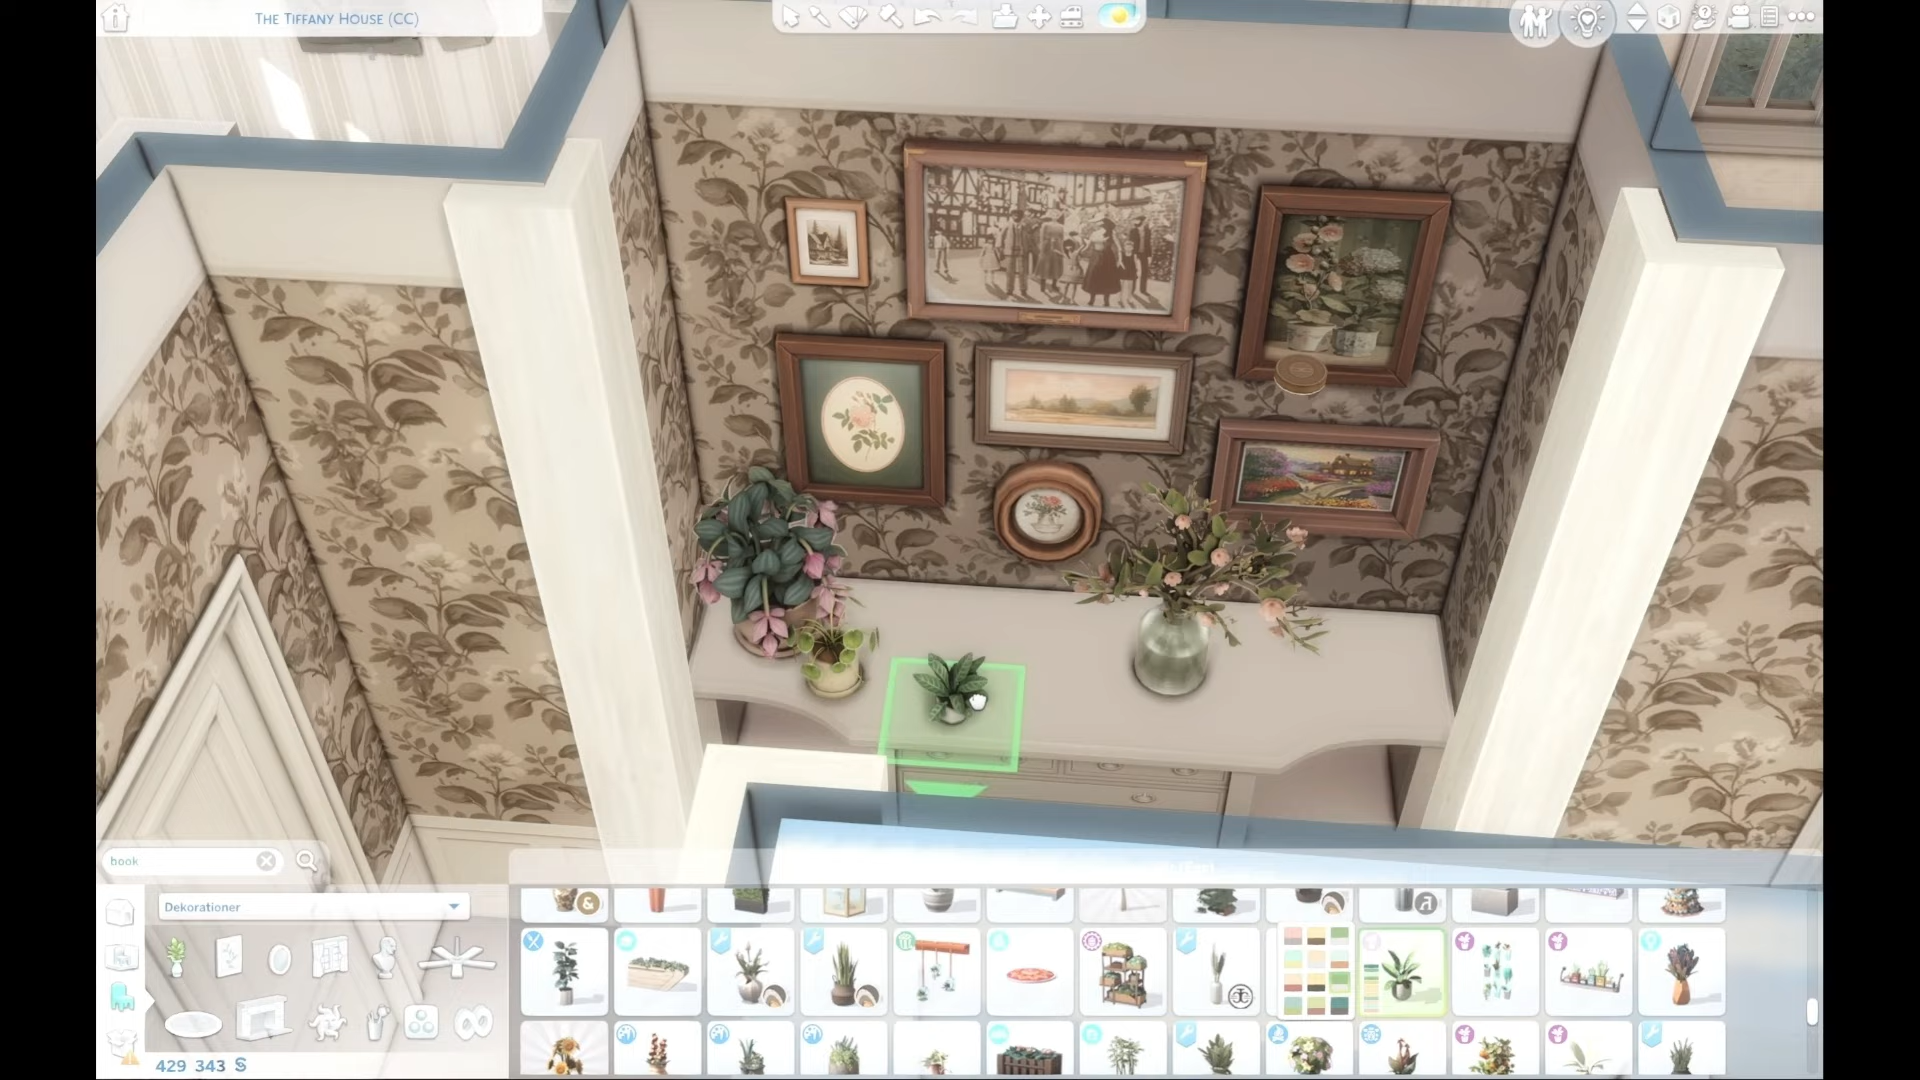 THE TIFFANY HOUSE (CC)
book
Dekorationer
429 343 S